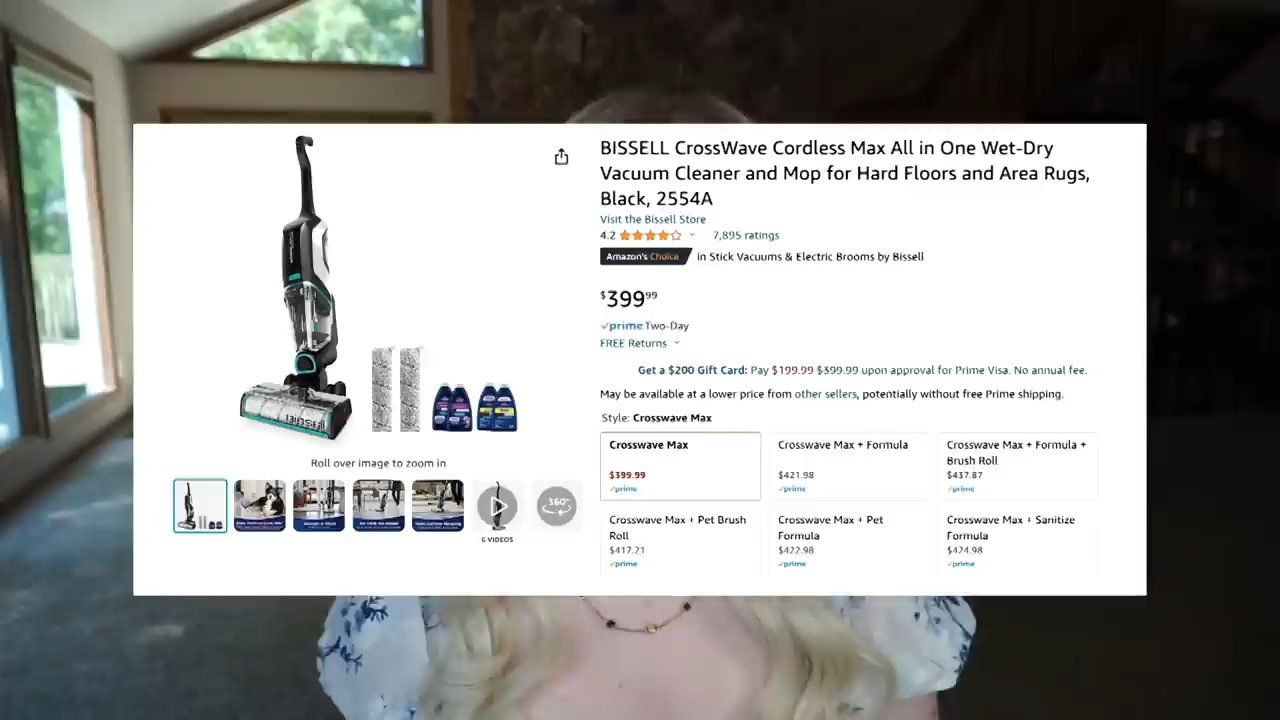 BISSELL CrossWave Cordless Max All in One Wet-Dry
Vacuum Cleaner and Mop for Hard Floors and Area Rugs,
Black, 2554A
Visit the Bissell Store
4.2 7,895 ratings
Amazon's Choice in Stick Vacuums & Electric Brooms by Bissell
$399 99
prime Two-Day
FREE Returns
Get a $200 Gift Card: Pay $199.99 $399.99 upon approval for Prime Visa. No annual fee.
May be available at a lower price from other sellers, potentially without free Prime shipping.
Style: Crosswave Max
Crosswave Max
$399.99
prime
Crosswave Max + Formula
$421.98
prime
Crosswave Max + Formula +
Brush Roll
$437.87
prime
Crosswave Max + Pet Brush
Roll
$417.21
prime
Crosswave Max + Pet
Formula
$422.98
prime
Crosswave Max + Sanitize
Formula
$424.98
prime
BISSELL
Roll over image to zoom in
360°
6 VIDEOS